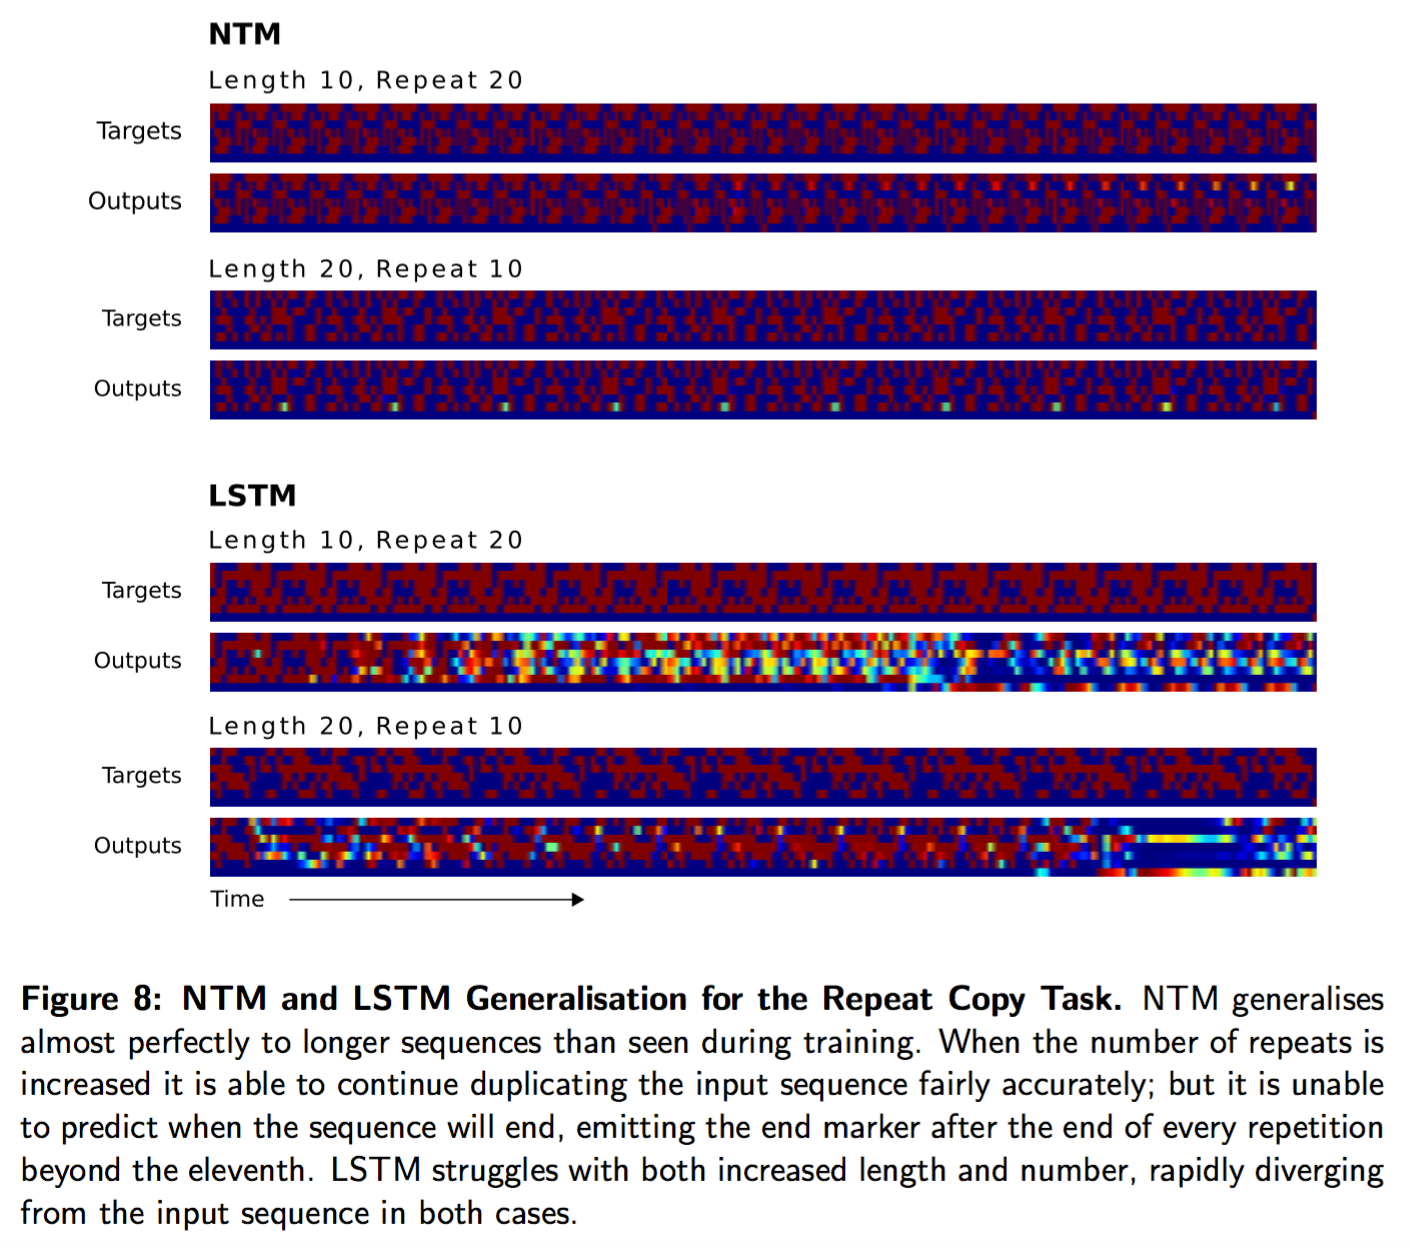 NTM
Length 10, Repeat 20
Targets
Outputs
Length 20, Repeat 10
Targets
Outputs
LSTM
Length 10, Repeat 20
Targets
Outputs
Length 20, Repeat 10
Targets
Outputs
Time
Figure 8: NTM and LSTM Generalisation for the Repeat Copy Task. NTM generalises
almost perfectly to longer sequences than seen during training. When the number of repeats is
increased it is able to continue duplicating the input sequence fairly accurately; but it is unable
to predict when the sequence will end, emitting the end marker after the end of every repetition
beyond the eleventh. LSTM struggles with both increased length and number, rapidly diverging
from the input sequence in both cases.